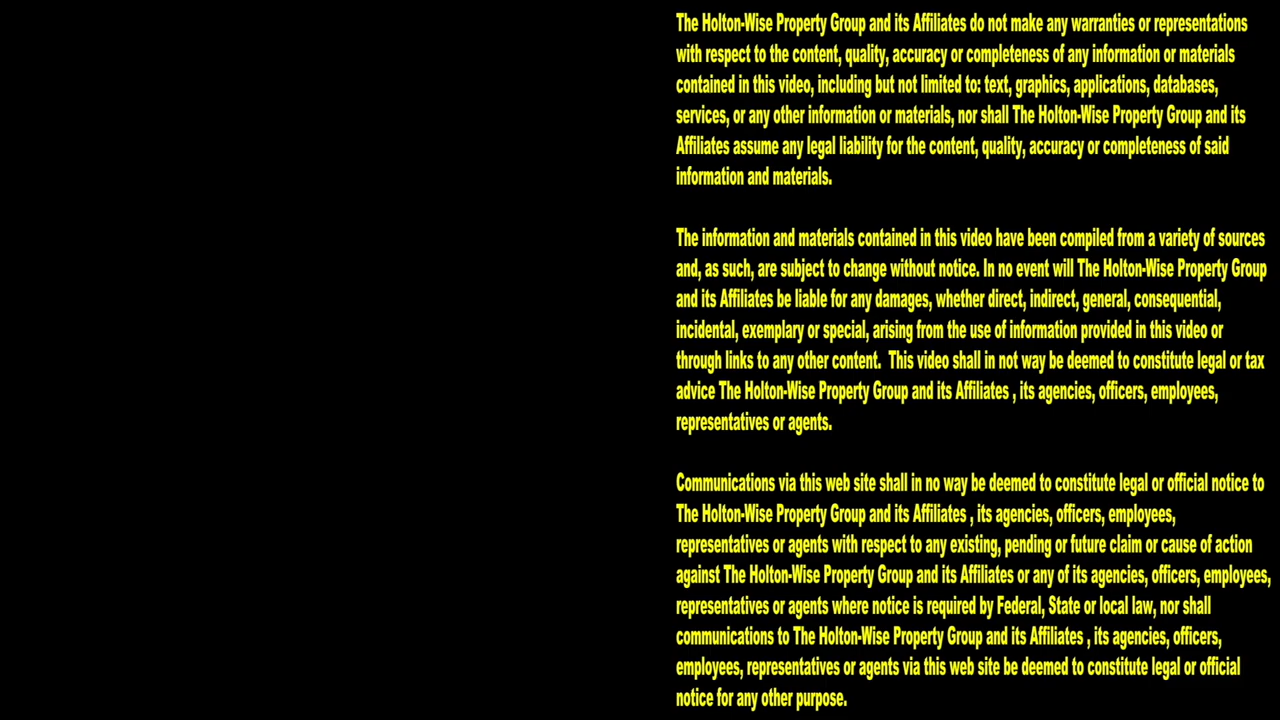 The Holton-Wise Property Group and its Affiliates do not make any warranties or representations
with respect to the content, quality, accuracy or completeness of any information or materials
contained in this video, including but not limited to: text, graphics, applications, databases,
services, or any other information or materials, nor shall The Holton-Wise Property Group and its
Affiliates assume any legal liability for the content, quality, accuracy or completeness of said
information and materials.
The information and materials contained in this video have been compiled from a variety of sources
and, as such, are subject to change without notice. In no event will The Holton-Wise Property Group
and its Affiliates be liable for any damages, whether direct, indirect, general, consequential,
incidental, exemplary or special, arising from the use of information provided in this video or
through links to any other content.  This video shall in not way be deemed to constitute legal or tax
advice The Holton-Wise Property Group and its Affiliates , its agencies, officers, employees,
representatives or agents.
Communications via this web site shall in no way be deemed to constitute legal or official notice to
The Holton-Wise Property Group and its Affiliates , its agencies, officers, employees,
representatives or agents with respect to any existing, pending or future claim or cause of action
against The Holton-Wise Property Group and its Affiliates or any of its agencies, officers, employees,
representatives or agents where notice is required by Federal, State or local law, nor shall
communications to The Holton-Wise Property Group and its Affiliates , its agencies, officers,
employees, representatives or agents via this web site be deemed to constitute legal or official
notice for any other purpose.